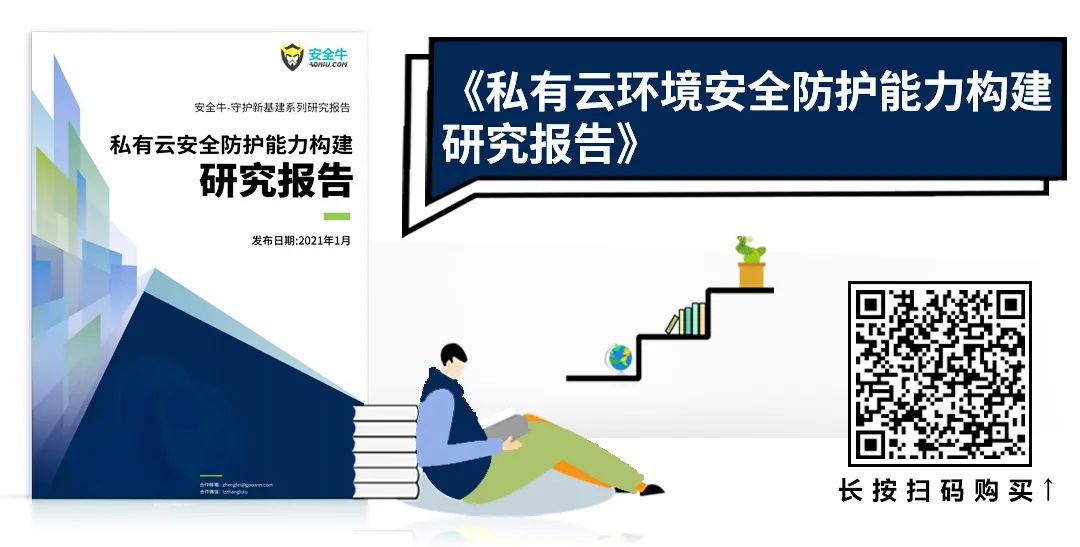 安全牛
AQNIU.COM
安全牛-守护新基建系列研究报告
私有云安全防护能力构建
研究报告
发布日期:2021年1月
合作邮箱: zhengfei@gooann.com
合作微信: lizhanglulu
《私有云环境安全防护能力构建
研究报告》
长按扫码购买↑